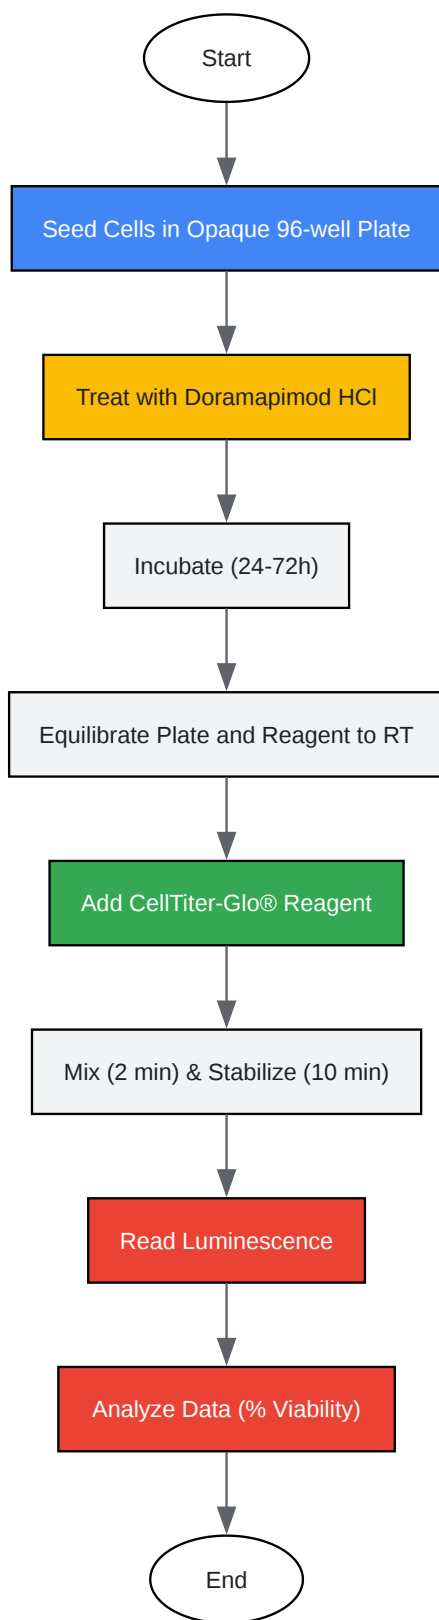 Start
Seed Cells in Opaque 96-well Plate
Treat with Doramapimod HCl
Incubate (24-72h)
Equilibrate Plate and Reagent to RT
Add CellTiter-Glo® Reagent
Mix (2 min) & Stabilize (10 min)
Read Luminescence
Analyze Data (% Viability)
End